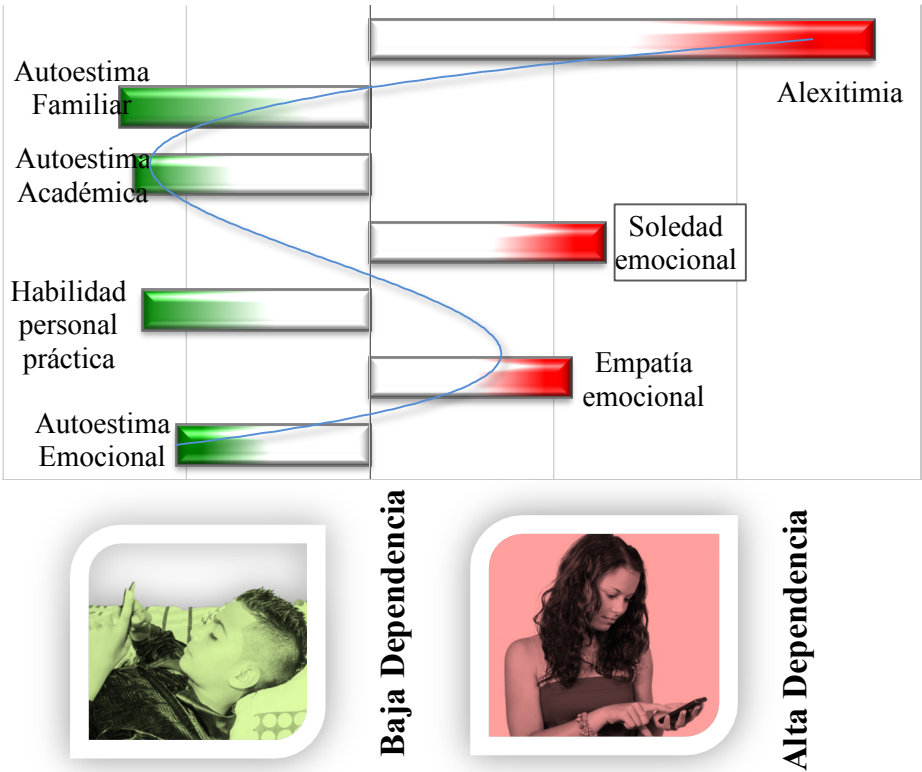 Autoestima
Familiar
Alexitimia
Autoestima
Académica
Soledad
emocional
Habilidad
personal
práctica
Empatía
emocional
Autoestima
Emocional
Baja Dependencia
Alta Dependencia